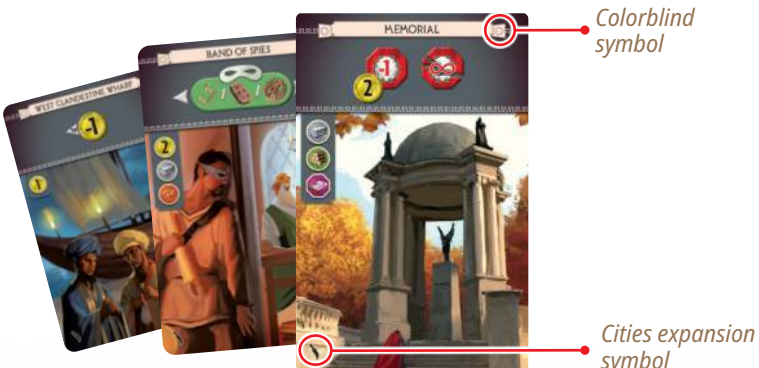 MEMORIAL
-1
2
BAND OF SPIES
/ /
2
WEST CLANDESTINE WHARF
-1
1
Colorblind
symbol
Cities expansion
symbol